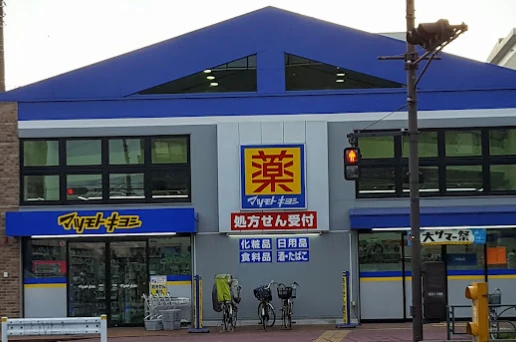 薬
マツモトキヨシ
処方せん受付
化粧品 日用品
食料品 酒・たばこ
マツモトキヨシ
大サマー祭